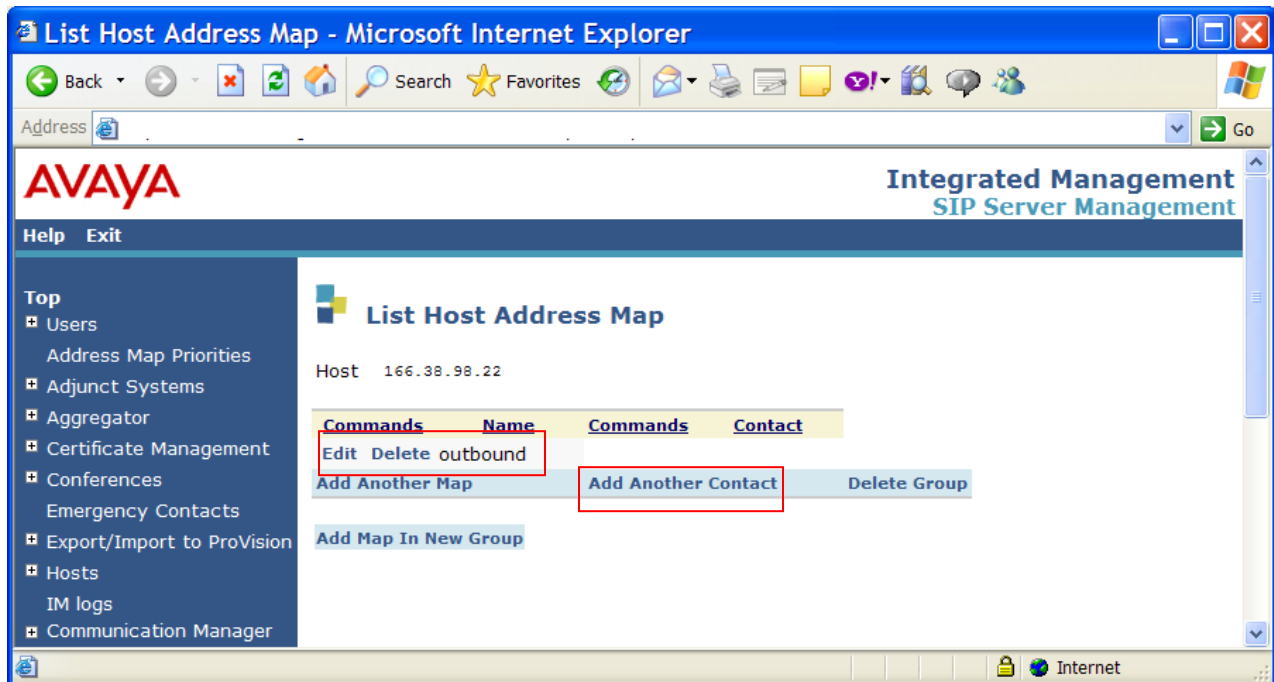 List Host Address Map - Microsoft Internet Explorer
Back Search Favorites
Address Go
AVAYA
Integrated Management
SIP Server Management
Help Exit
Top
Users
Address Map Priorities
Adjunct Systems
Aggregator
Certificate Management
Conferences
Emergency Contacts
Export/Import to ProVision
Hosts
IM logs
Communication Manager
List Host Address Map
Host 166.38.98.22
Commands Name Commands Contact
Edit Delete outbound
Add Another Map Add Another Contact Delete Group
Add Map In New Group
Internet